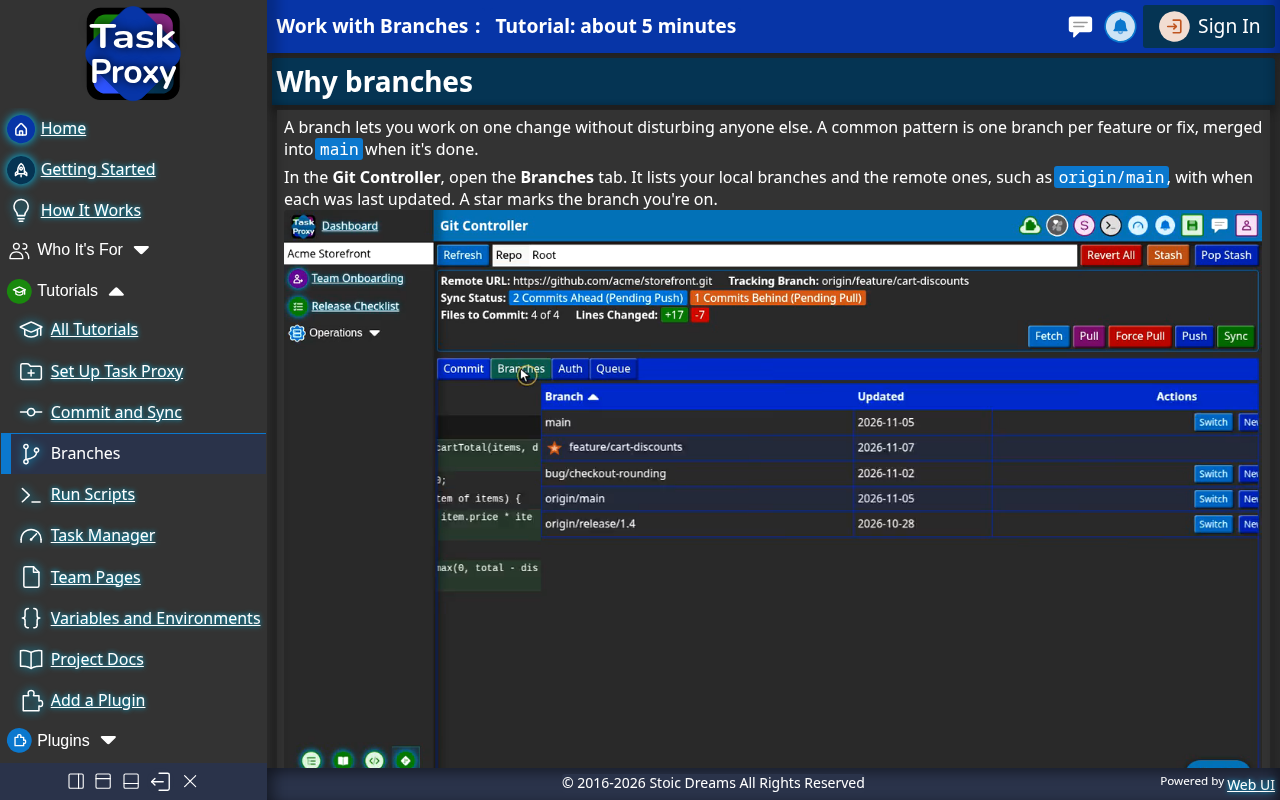 Task
Proxy
Work with Branches :   Tutorial: about 5 minutes
Sign In
Home
Getting Started
How It Works
Who It's For
Tutorials
All Tutorials
Set Up Task Proxy
Commit and Sync
Branches
Run Scripts
Task Manager
Team Pages
Variables and Environments
Project Docs
Add a Plugin
Plugins
Why branches
A branch lets you work on one change without disturbing anyone else. A common pattern is one branch per feature or fix, merged
into main when it's done.
In the Git Controller, open the Branches tab. It lists your local branches and the remote ones, such as origin/main, with when
each was last updated. A star marks the branch you're on.
Task
Proxy
Dashboard
Git Controller
S
Acme Storefront
Refresh
Repo Root
Revert All
Stash
Pop Stash
Team Onboarding
Release Checklist
Operations
Remote URL: https://github.com/acme/storefront.git   Tracking Branch: origin/feature/cart-discounts
Sync Status: 2 Commits Ahead (Pending Push) 1 Commits Behind (Pending Pull)
Files to Commit: 4 of 4   Lines Changed: +17 -7
Fetch
Pull
Force Pull
Push
Sync
Commit
Branches
Auth
Queue
Branch
Updated
Actions
main 2026-11-05 Switch
feature/cart-discounts 2026-11-07
bug/checkout-rounding 2026-11-02 Switch
origin/main 2026-11-05 Switch
origin/release/1.4 2026-10-28 Switch
cartTotal(items, d
0;
tem of items) {
item.price * ite
max(0, total - dis
© 2016-2026 Stoic Dreams All Rights Reserved
Powered by Web UI